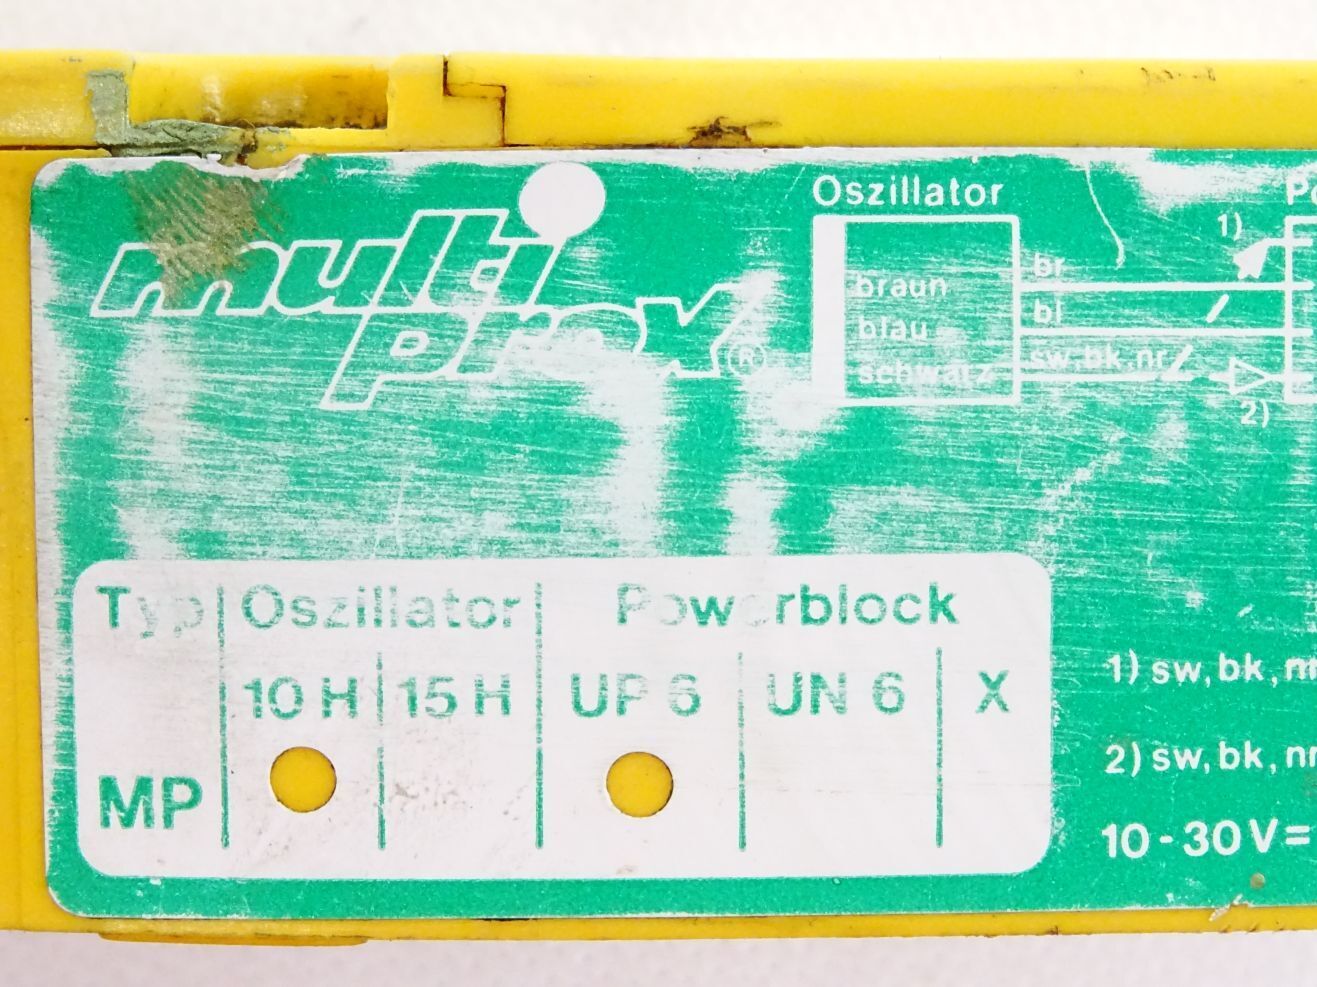 multi
prox ®
Oszillator
braun
blau
schwarz
br
bl
sw,bk,nr
1)
2)
Typ Oszillator Powerblock
10 H 15 H UP 6 UN 6 X
MP
1) sw,bk,
2) sw,bk,
10-30V=